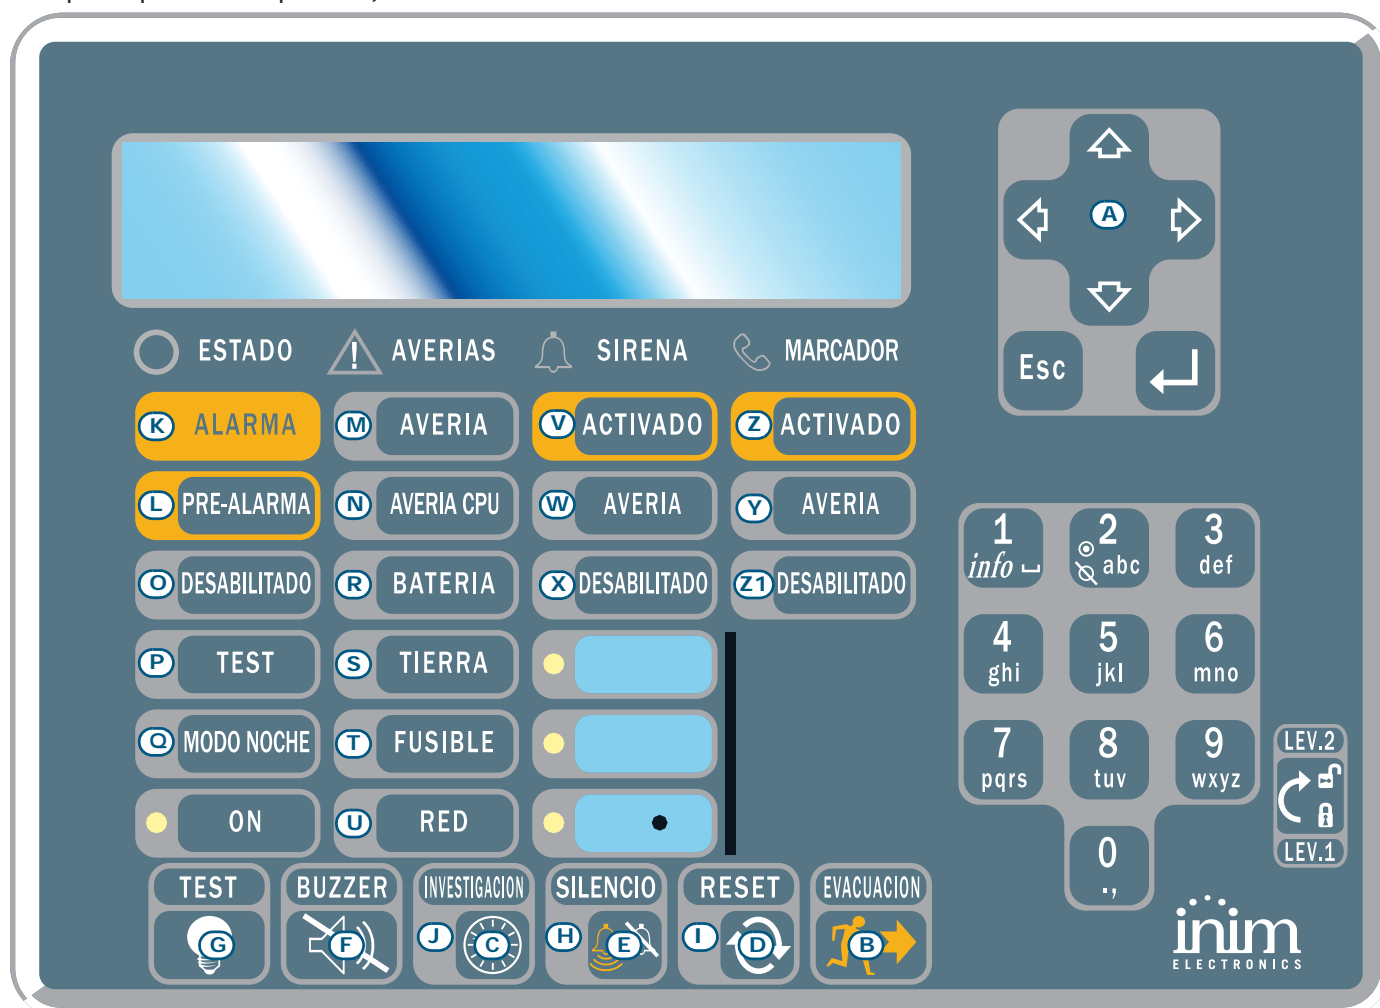 ESTADO AVERIAS SIRENA MARCADOR
K ALARMA M AVERIA V ACTIVADO Z ACTIVADO
L PRE-ALARMA N AVERIA CPU W AVERIA Y AVERIA
O DESABILITADO R BATERIA X DESABILITADO Z1 DESABILITADO
P TEST S TIERRA
Q MODO NOCHE T FUSIBLE
ON U RED
TEST BUZZER INVESTIGACION SILENCIO RESET EVACUACION
G F J C H E I D B
A
Esc
1 2 3
info abc def
4 5 6
ghi jkl mno
7 8 9
pqrs tuv wxyz
0
.,
LEV.2
LEV.1
inim
ELECTRONICS